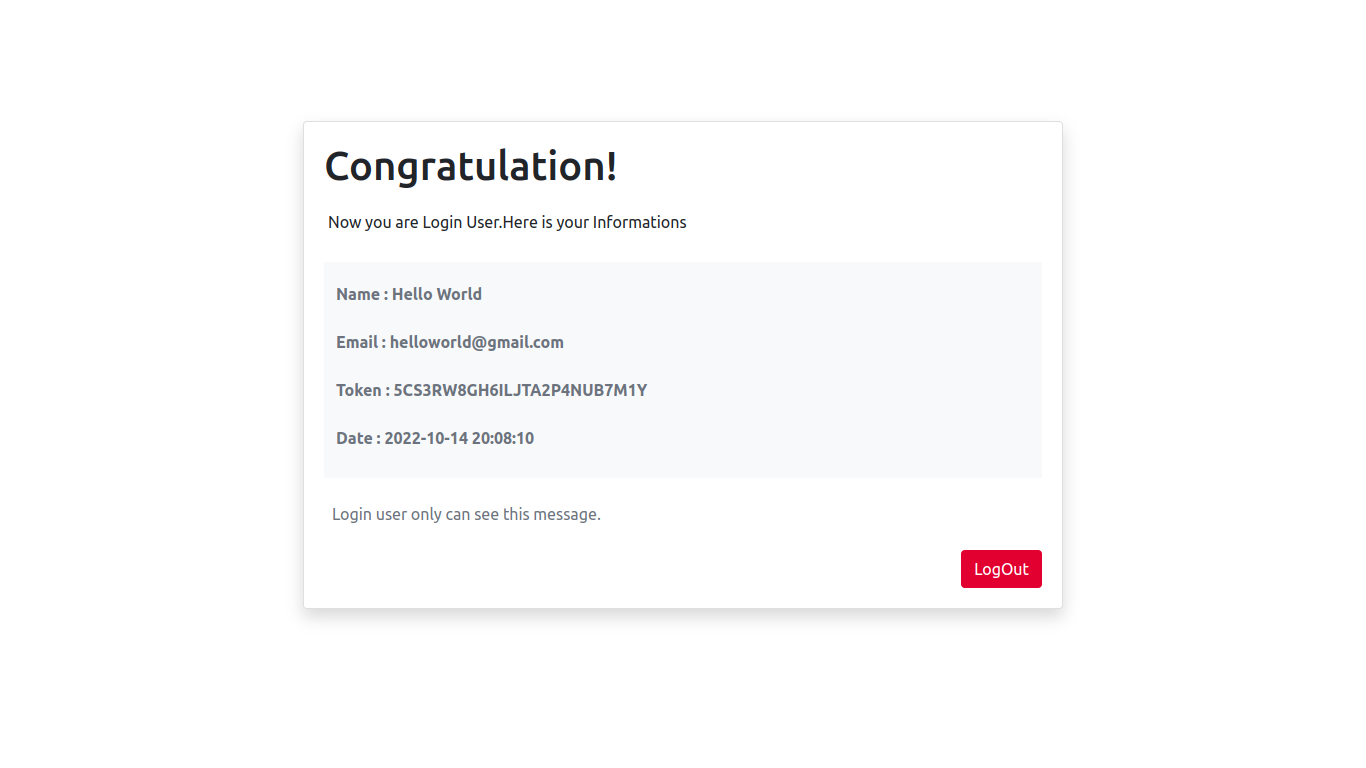 Congratulation!
Now you are Login User.Here is your Informations
Name : Hello World
Email : helloworld@gmail.com
Token : 5CS3RW8GH6ILJTA2P4NUB7M1Y
Date : 2022-10-14 20:08:10
Login user only can see this message.
LogOut